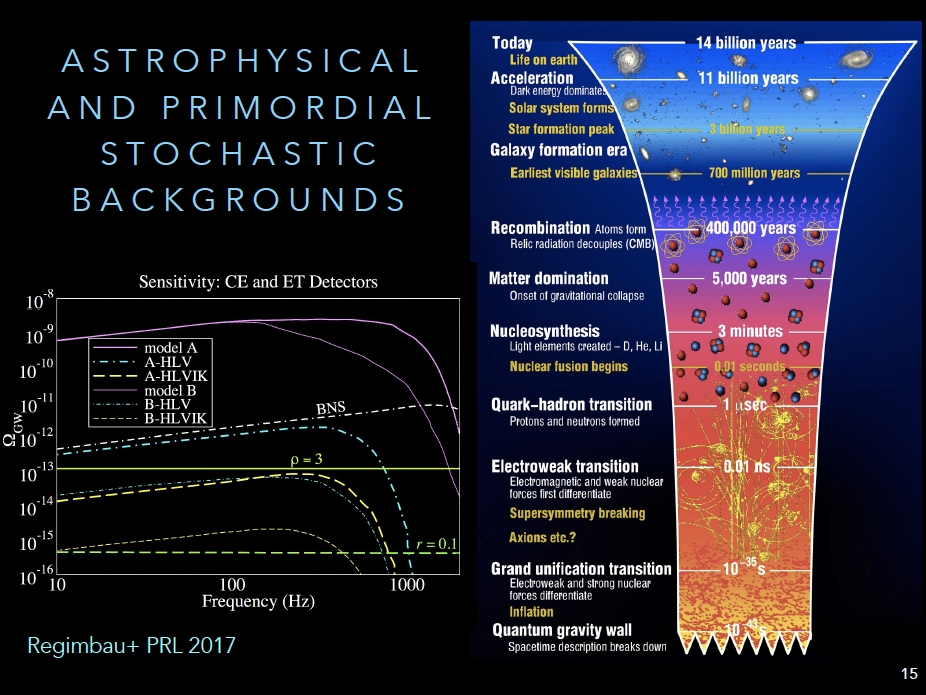 ASTROPHYSICAL
AND PRIMORDIAL
STOCHASTIC
BACKGROUNDS
Sensitivity: CE and ET Detectors
10^-8
10^-9
10^-10
10^-11
10^-12
10^-13
10^-14
10^-15
10^-16
Ω_GW
model A
A-HLV
A-HLVIK
model B
B-HLV
B-HLVIK
BNS
ρ = 3
r = 0.1
10
100
1000
Frequency (Hz)
Regimbau+ PRL 2017
Today 14 billion years
Life on earth
Acceleration 11 billion years
Dark energy dominates
Solar system forms
Star formation peak 3 billion years
Galaxy formation era
Earliest visible galaxies 700 million years
Recombination Atoms form 400,000 years
Relic radiation decouples (CMB)
Matter domination 5,000 years
Onset of gravitational collapse
Nucleosynthesis 3 minutes
Light elements created – D, He, Li
Nuclear fusion begins 0.01 seconds
Quark–hadron transition 1 µsec
Protons and neutrons formed
Electroweak transition 0.01 ns
Electromagnetic and weak nuclear
forces first differentiate
Supersymmetry breaking
Axions etc.?
Grand unification transition 10^-35 s
Electroweak and strong nuclear
forces differentiate
Inflation
Quantum gravity wall 10^-43 s
Spacetime description breaks down
15